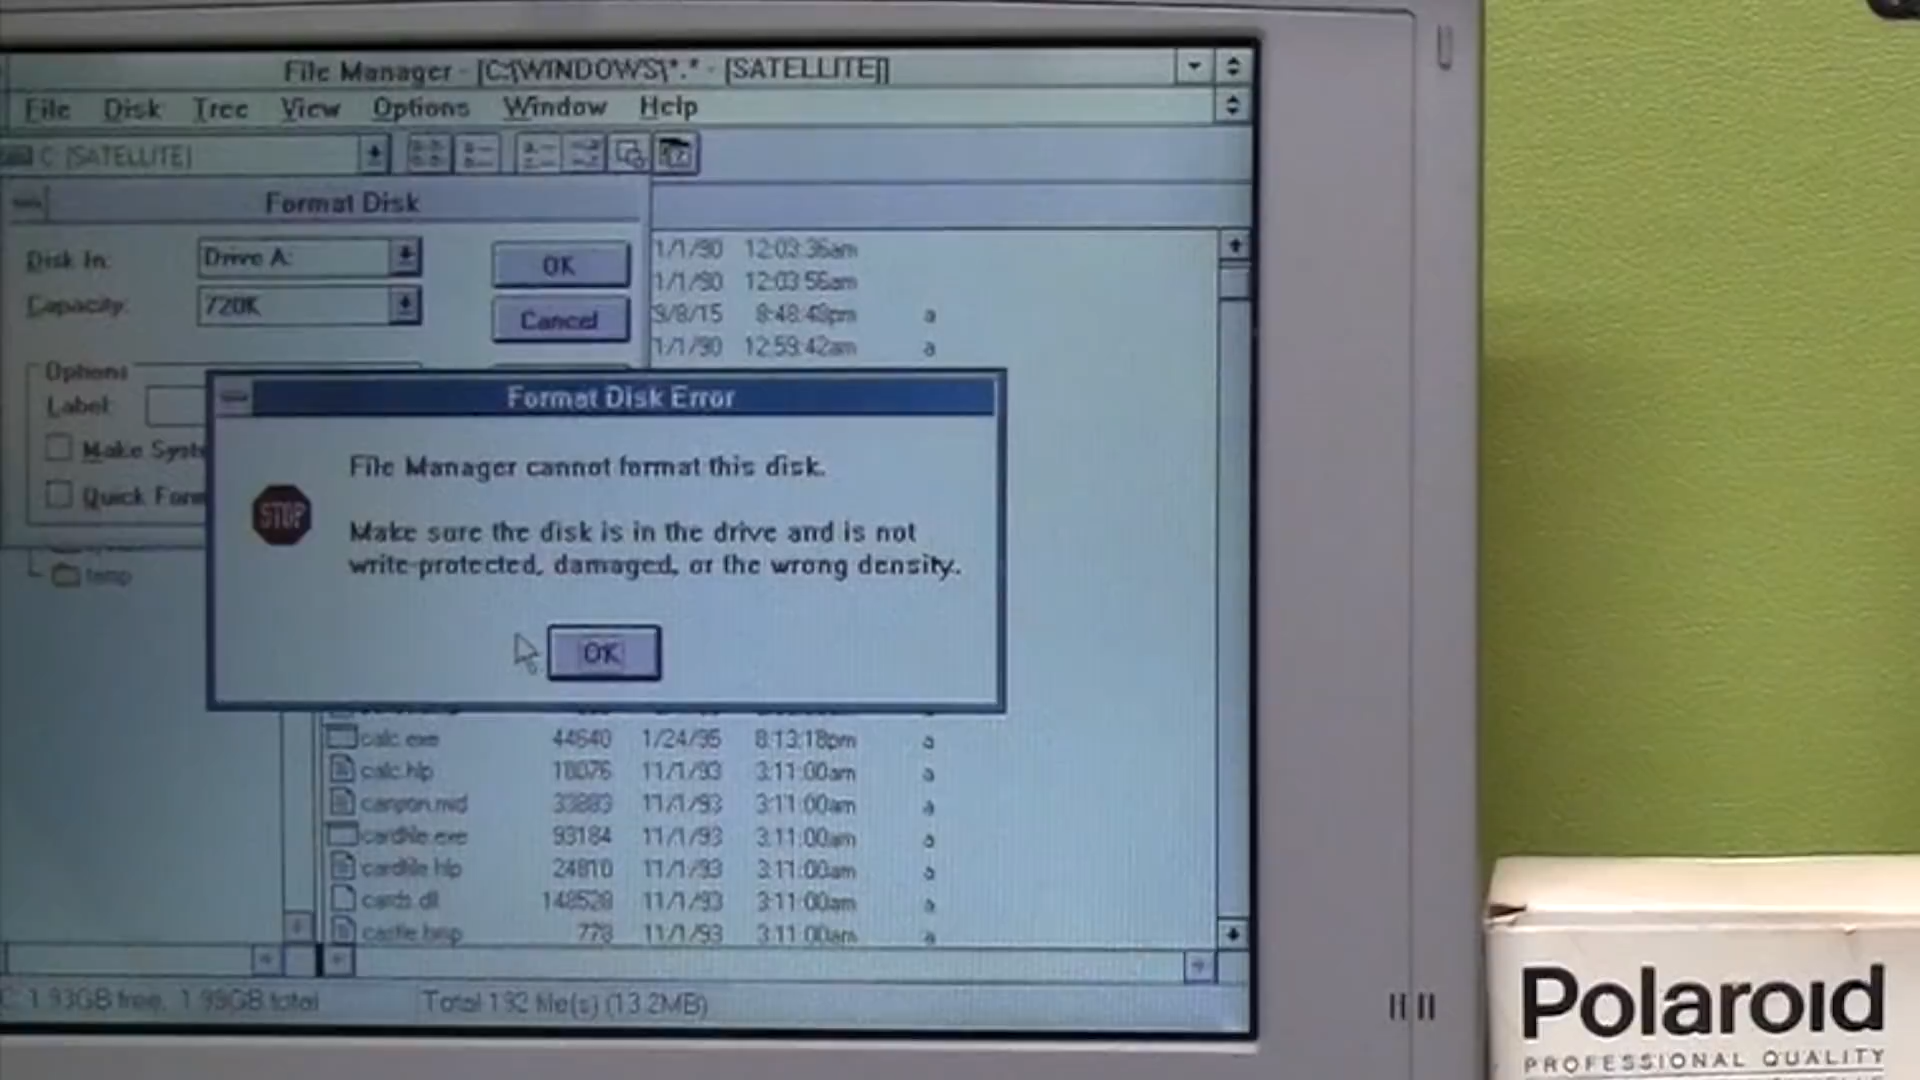 File Manager - [C:\WINDOWS\*.* - [SATELLITE]]
File Disk Tree View Options Window Help
C: [SATELLITE]
Format Disk
Disk In: Drive A: OK
Capacity: 720K Cancel
Options
Label:
Make Syste
Quick Form
1/1/90 12:03:36am
1/1/90 12:03:56am
9/8/15 8:48:48pm a
1/1/90 12:59:42am a
Format Disk Error
File Manager cannot format this disk.
STOP
Make sure the disk is in the drive and is not
write-protected, damaged, or the wrong density.
OK
temp
calc.exe 44640 1/24/95 8:13:18pm a
calc.hlp 18076 11/1/93 3:11:00am a
canyon.mid 33883 11/1/93 3:11:00am a
cardfile.exe 93184 11/1/93 3:11:00am a
cardfile.hlp 24810 11/1/93 3:11:00am a
cards.dll 148528 11/1/93 3:11:00am a
castle.bmp 778 11/1/93 3:11:00am a
C: 1.93GB free, 1.99GB total Total 192 file(s) (13.2MB)
Polaroid
PROFESSIONAL QUALITY